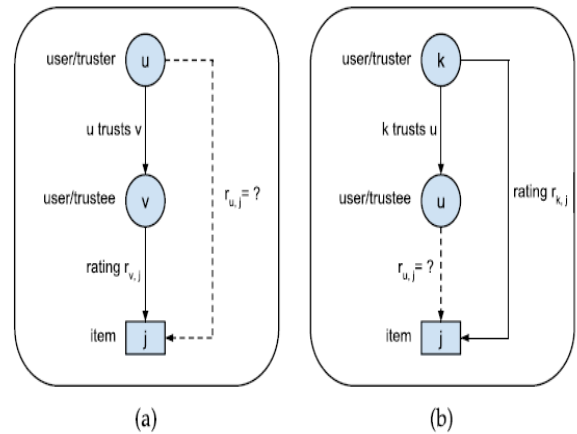 user/truster
u
u trusts v
user/trustee
v
r_{u, j}= ?
rating r_{v, j}
item
j
(a)
user/truster
k
k trusts u
user/trustee
u
rating r_{k, j}
r_{u, j}= ?
item
j
(b)